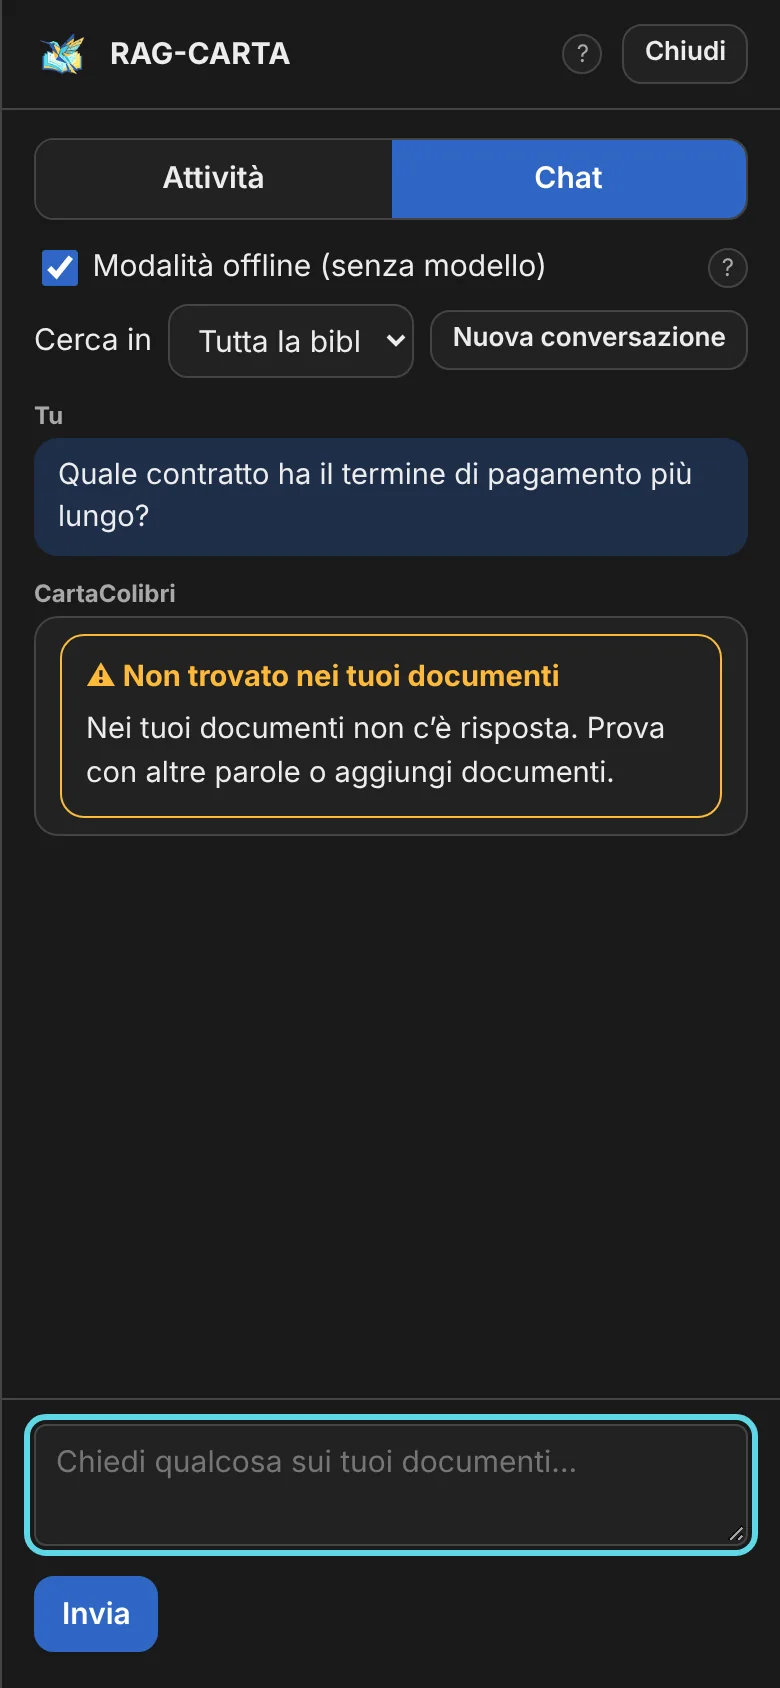 RAG-CARTA
?
Chiudi
Attività
Chat
Modalità offline (senza modello)
?
Cerca in
Tutta la bibl
Nuova conversazione
Tu
Quale contratto ha il termine di pagamento più
lungo?
CartaColibri
Non trovato nei tuoi documenti
Nei tuoi documenti non c’è risposta. Prova
con altre parole o aggiungi documenti.
Chiedi qualcosa sui tuoi documenti...
Invia